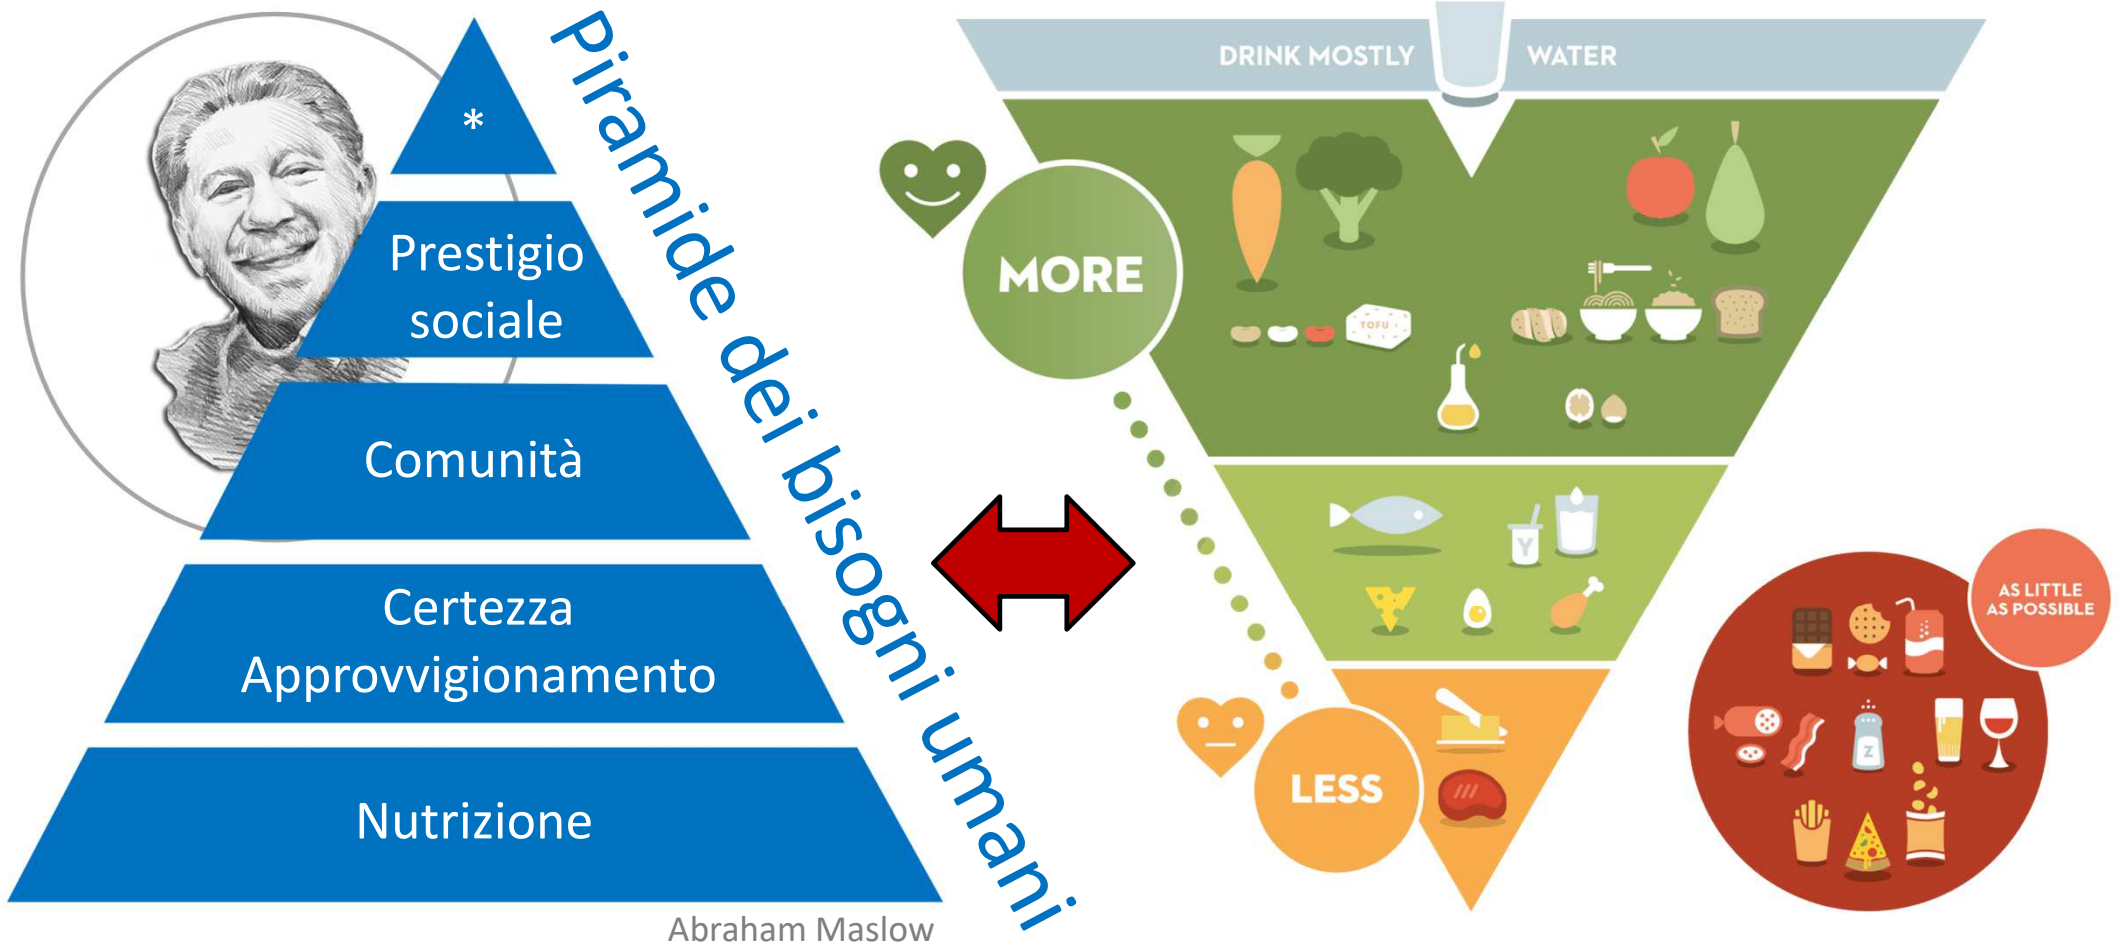 *
Prestigio
sociale
Comunità
Certezza
Approvvigionamento
Nutrizione
Piramide dei bisogni umani
Abraham Maslow
DRINK MOSTLY WATER
MORE
TOFU
Y
LESS
AS LITTLE
AS POSSIBLE
Z